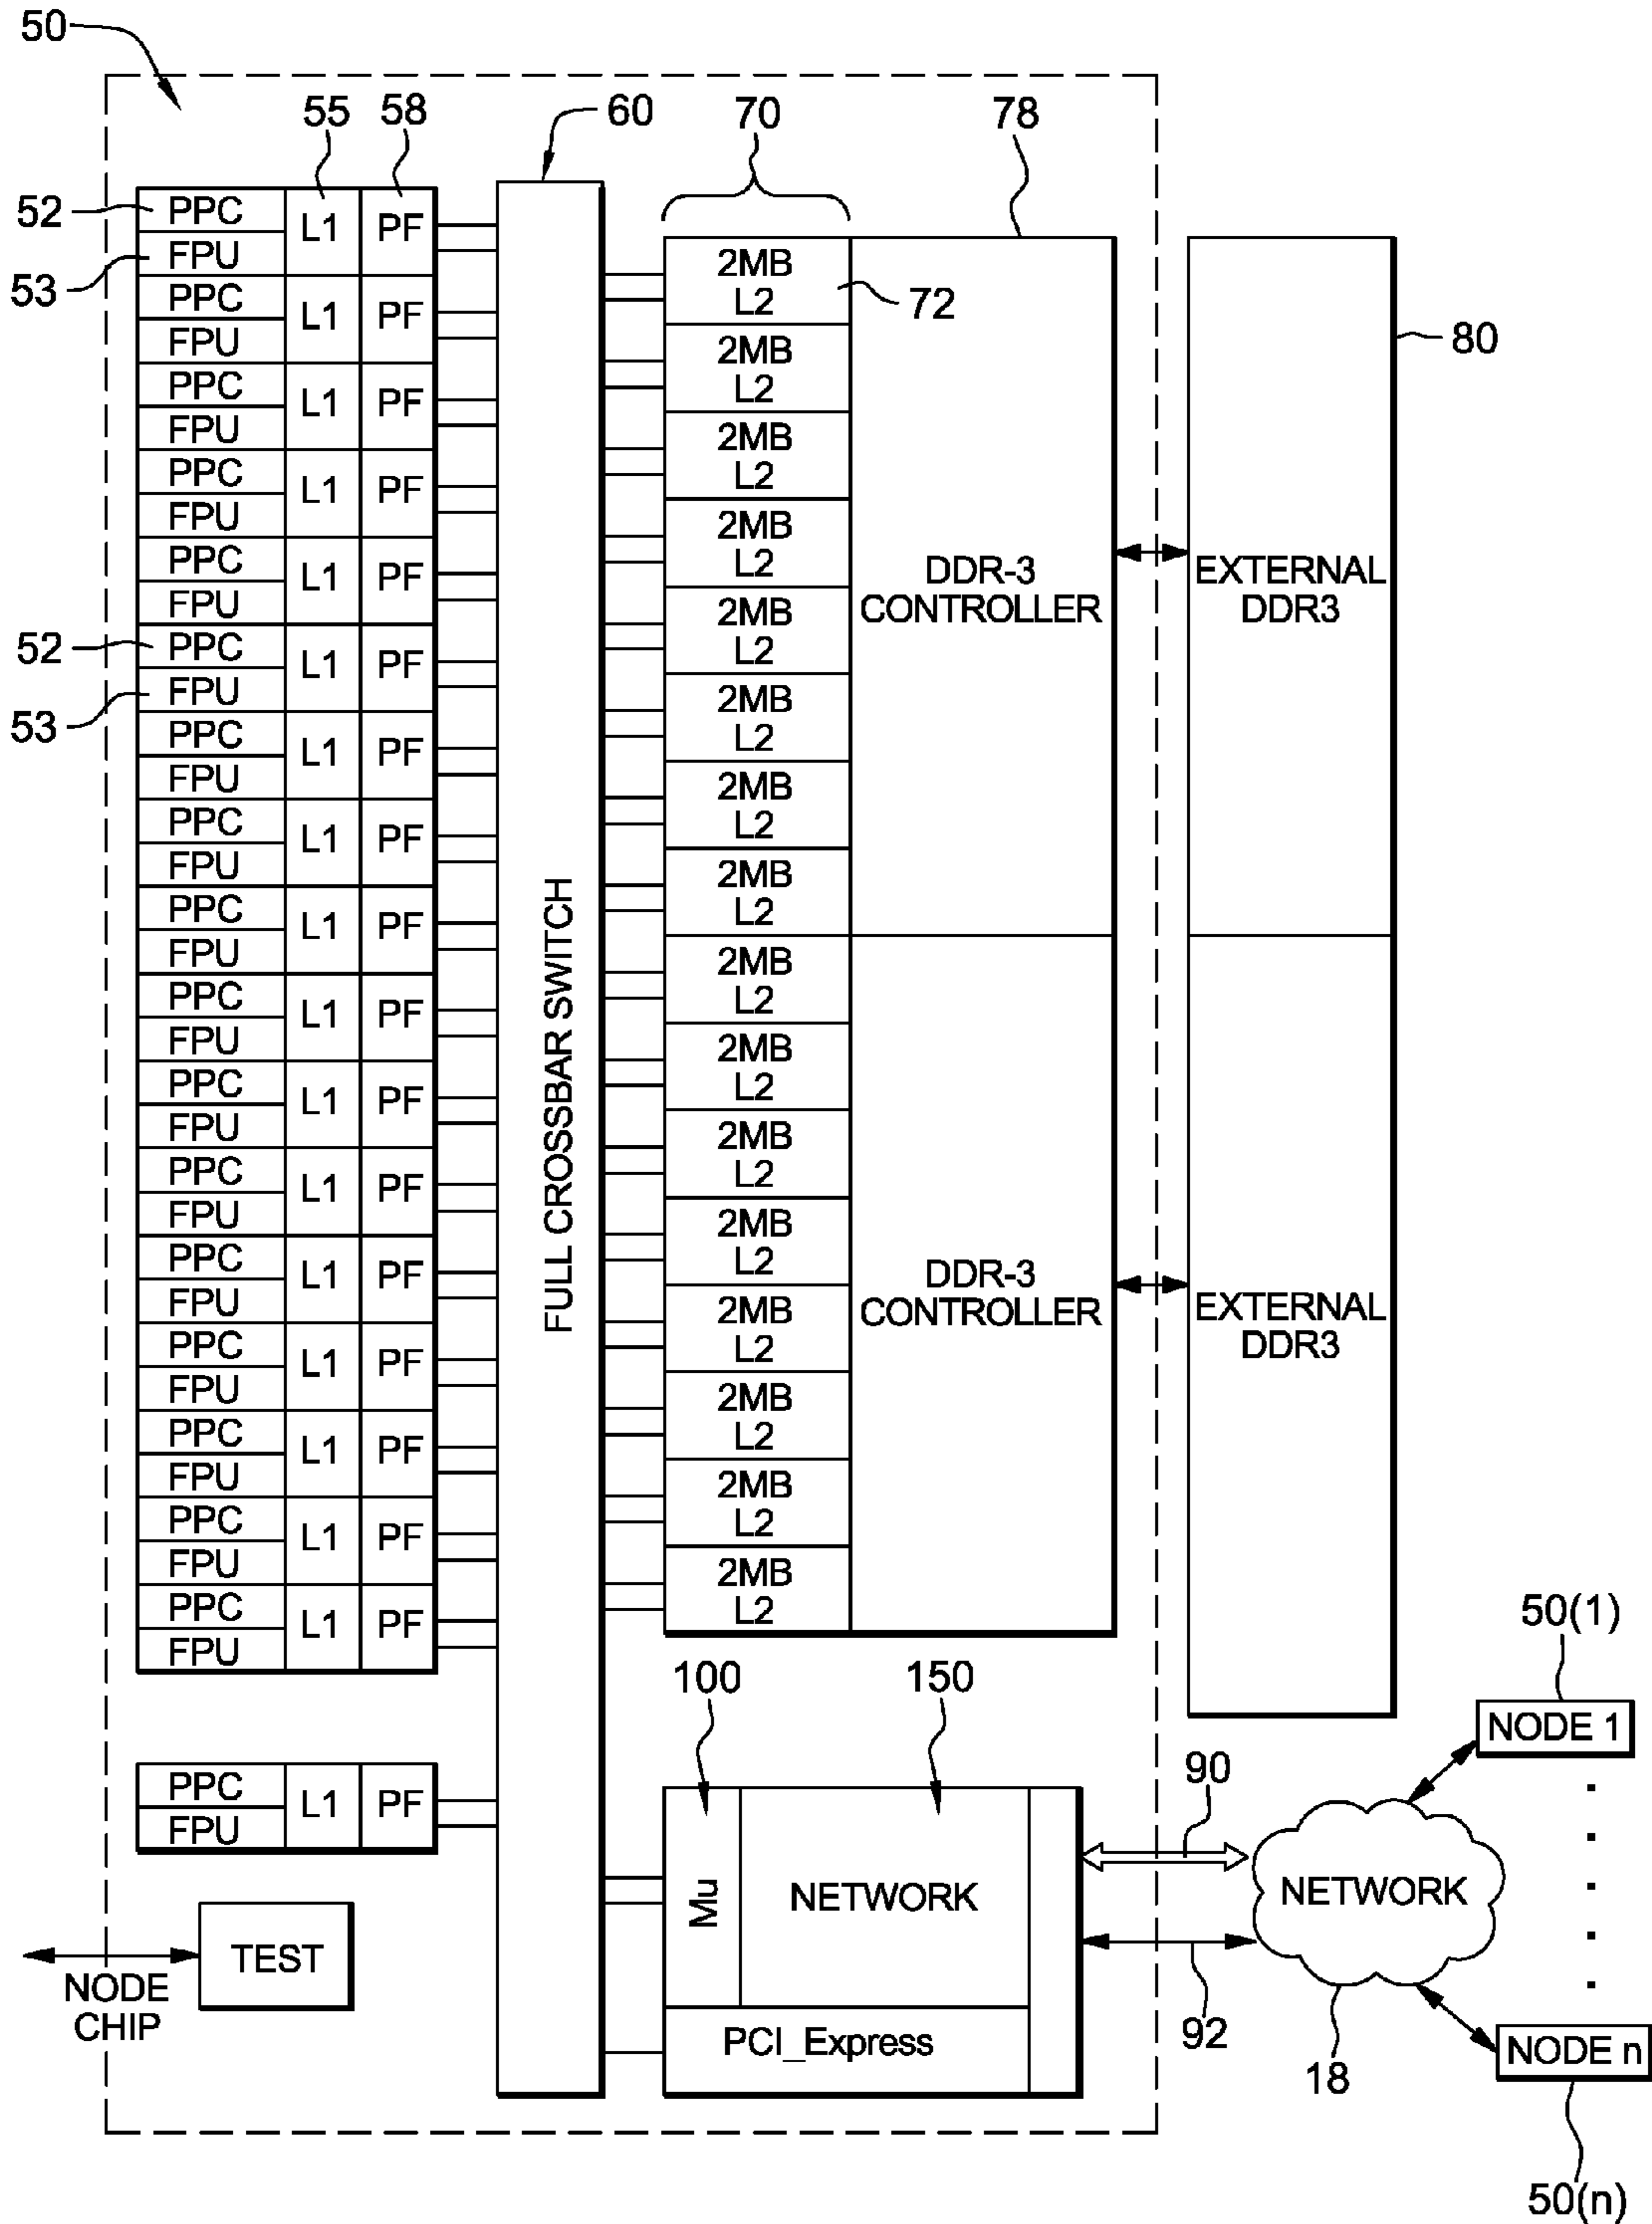 50
55
58
60
70
78
52
53
52
53
PPC
FPU
L1
PF
PPC
FPU
L1
PF
PPC
FPU
L1
PF
PPC
FPU
L1
PF
PPC
FPU
L1
PF
PPC
FPU
L1
PF
PPC
FPU
L1
PF
PPC
FPU
L1
PF
PPC
FPU
L1
PF
PPC
FPU
L1
PF
PPC
FPU
L1
PF
PPC
FPU
L1
PF
PPC
FPU
L1
PF
PPC
FPU
L1
PF
PPC
FPU
L1
PF
PPC
FPU
L1
PF
PPC
FPU
L1
PF
PPC
FPU
L1
PF
TEST
NODE
CHIP
FULL CROSSBAR SWITCH
2MB
L2
72
2MB
L2
2MB
L2
2MB
L2
2MB
L2
2MB
L2
2MB
L2
2MB
L2
2MB
L2
2MB
L2
2MB
L2
2MB
L2
2MB
L2
2MB
L2
2MB
L2
2MB
L2
DDR-3
CONTROLLER
DDR-3
CONTROLLER
80
EXTERNAL
DDR3
EXTERNAL
DDR3
100
150
Mu
NETWORK
PCI_Express
90
92
NETWORK
18
50(1)
NODE 1
NODE n
50(n)